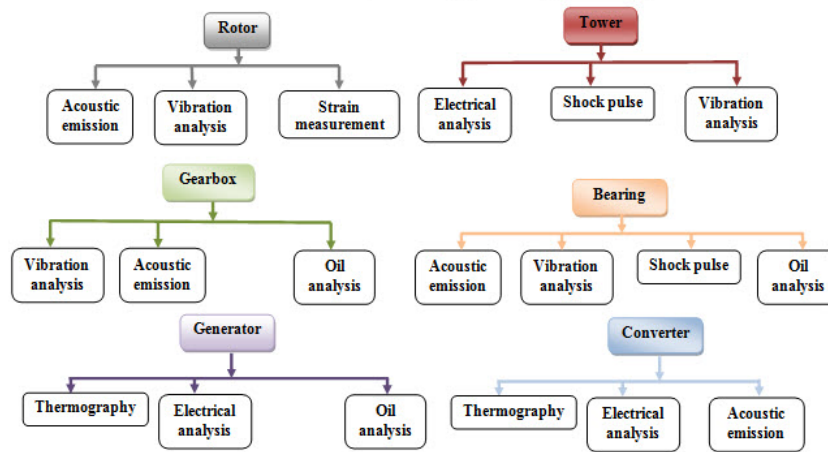 Rotor
Acoustic
emission
Vibration
analysis
Strain
measurement
Tower
Electrical
analysis
Shock pulse
Vibration
analysis
Gearbox
Vibration
analysis
Acoustic
emission
Oil
analysis
Bearing
Acoustic
emission
Vibration
analysis
Shock pulse
Oil
analysis
Generator
Thermography
Electrical
analysis
Oil
analysis
Converter
Thermography
Electrical
analysis
Acoustic
emission